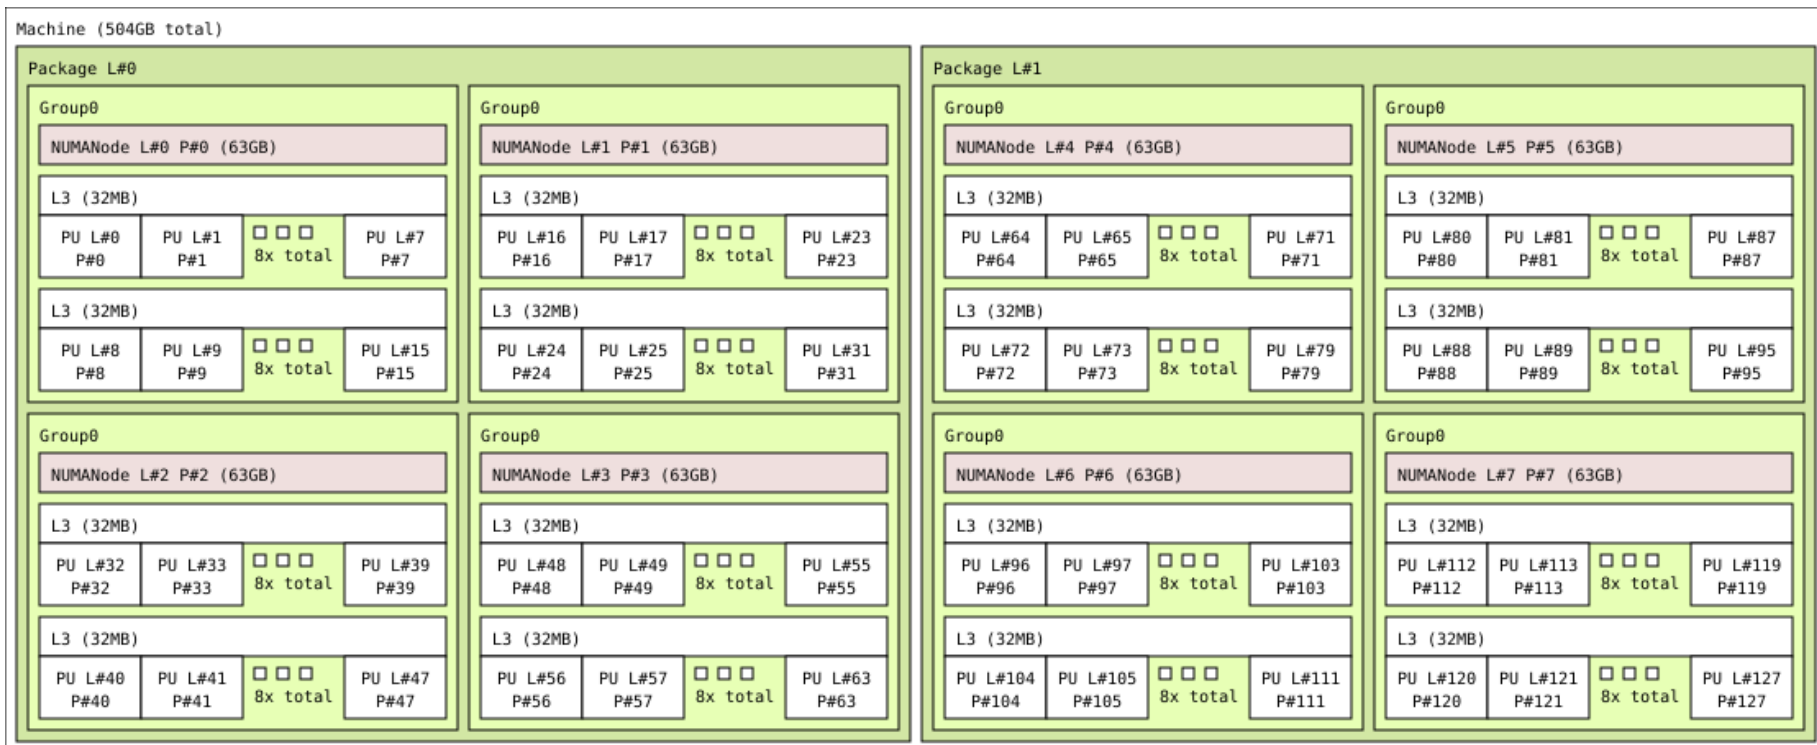 Machine (504GB total)
Package L#0
Group0
NUMANode L#0 P#0 (63GB)
L3 (32MB)
PU L#0 PU L#1 PU L#7
P#0 P#1 8x total P#7
L3 (32MB)
PU L#8 PU L#9 PU L#15
P#8 P#9 8x total P#15
Group0
NUMANode L#1 P#1 (63GB)
L3 (32MB)
PU L#16 PU L#17 PU L#23
P#16 P#17 8x total P#23
L3 (32MB)
PU L#24 PU L#25 PU L#31
P#24 P#25 8x total P#31
Group0
NUMANode L#2 P#2 (63GB)
L3 (32MB)
PU L#32 PU L#33 PU L#39
P#32 P#33 8x total P#39
L3 (32MB)
PU L#40 PU L#41 PU L#47
P#40 P#41 8x total P#47
Group0
NUMANode L#3 P#3 (63GB)
L3 (32MB)
PU L#48 PU L#49 PU L#55
P#48 P#49 8x total P#55
L3 (32MB)
PU L#56 PU L#57 PU L#63
P#56 P#57 8x total P#63
Package L#1
Group0
NUMANode L#4 P#4 (63GB)
L3 (32MB)
PU L#64 PU L#65 PU L#71
P#64 P#65 8x total P#71
L3 (32MB)
PU L#72 PU L#73 PU L#79
P#72 P#73 8x total P#79
Group0
NUMANode L#5 P#5 (63GB)
L3 (32MB)
PU L#80 PU L#81 PU L#87
P#80 P#81 8x total P#87
L3 (32MB)
PU L#88 PU L#89 PU L#95
P#88 P#89 8x total P#95
Group0
NUMANode L#6 P#6 (63GB)
L3 (32MB)
PU L#96 PU L#97 PU L#103
P#96 P#97 8x total P#103
L3 (32MB)
PU L#104 PU L#105 PU L#111
P#104 P#105 8x total P#111
Group0
NUMANode L#7 P#7 (63GB)
L3 (32MB)
PU L#112 PU L#113 PU L#119
P#112 P#113 8x total P#119
L3 (32MB)
PU L#120 PU L#121 PU L#127
P#120 P#121 8x total P#127